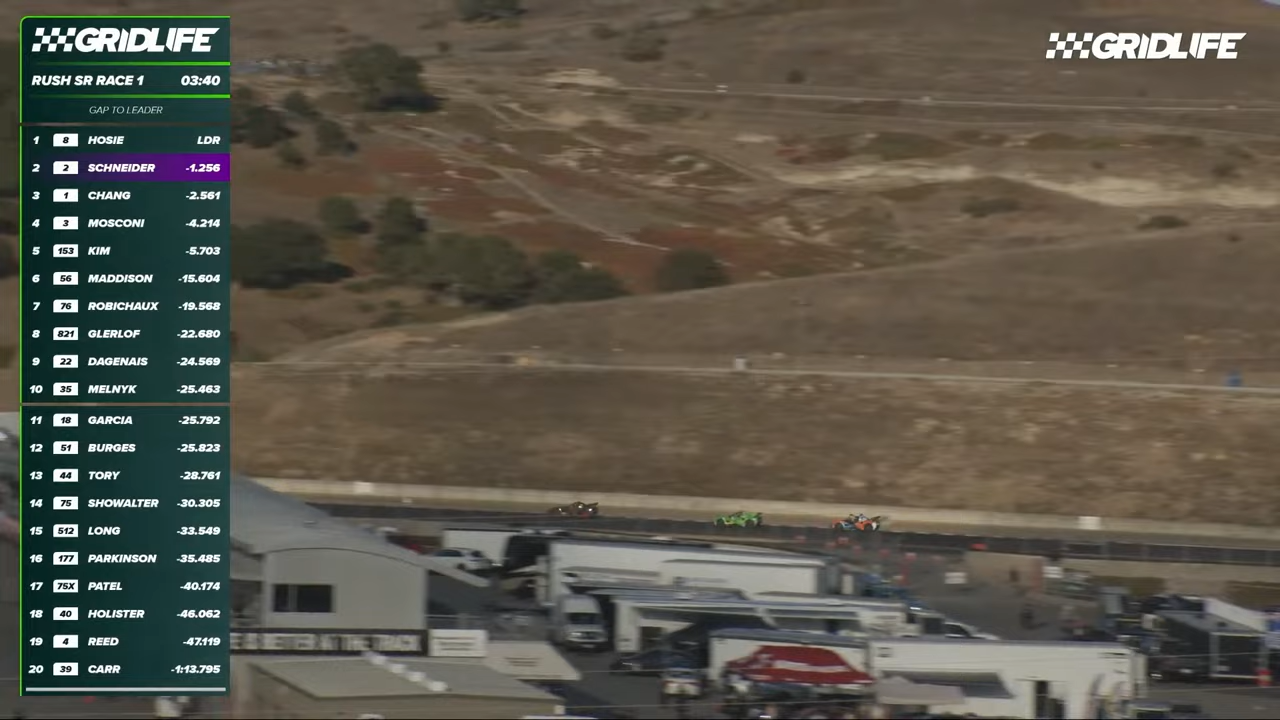 GRIDLIFE
GRIDLIFE
RUSH SR RACE 1 03:40
GAP TO LEADER
1 8 HOSIE LDR
2 2 SCHNEIDER -1.256
3 1 CHANG -2.561
4 3 MOSCONI -4.214
5 153 KIM -5.703
6 56 MADDISON -15.604
7 76 ROBICHAUX -19.568
8 821 GLERLOF -22.680
9 22 DAGENAIS -24.569
10 35 MELNYK -25.463
11 18 GARCIA -25.792
12 51 BURGES -25.823
13 44 TORY -28.761
14 75 SHOWALTER -30.305
15 512 LONG -33.549
16 177 PARKINSON -35.485
17 75X PATEL -40.174
18 40 HOLISTER -46.062
19 4 REED -47.119
20 39 CARR -1:13.795
BETTER AT THE TRACK